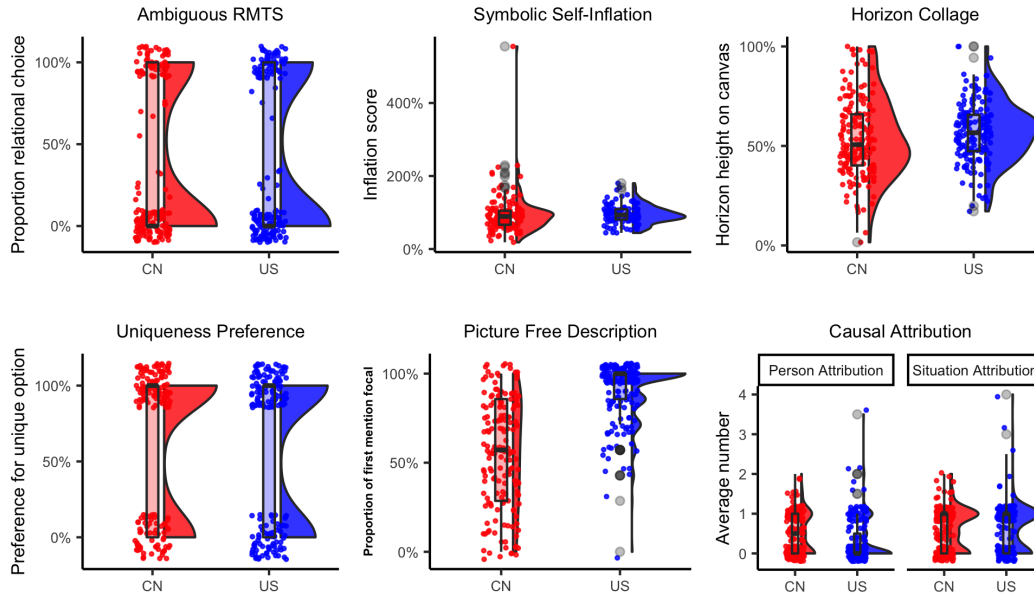 Ambiguous RMTS
Proportion relational choice
100%
50%
0%
CN
US
Symbolic Self-Inflation
Inflation score
400%
200%
0%
CN
US
Horizon Collage
Horizon height on canvas
100%
50%
0%
CN
US
Uniqueness Preference
Preference for unique option
100%
50%
0%
CN
US
Picture Free Description
Proportion of first mention focal
100%
50%
0%
CN
US
Causal Attribution
Person Attribution
Situation Attribution
Average number
4
3
2
1
0
CN
US
CN
US